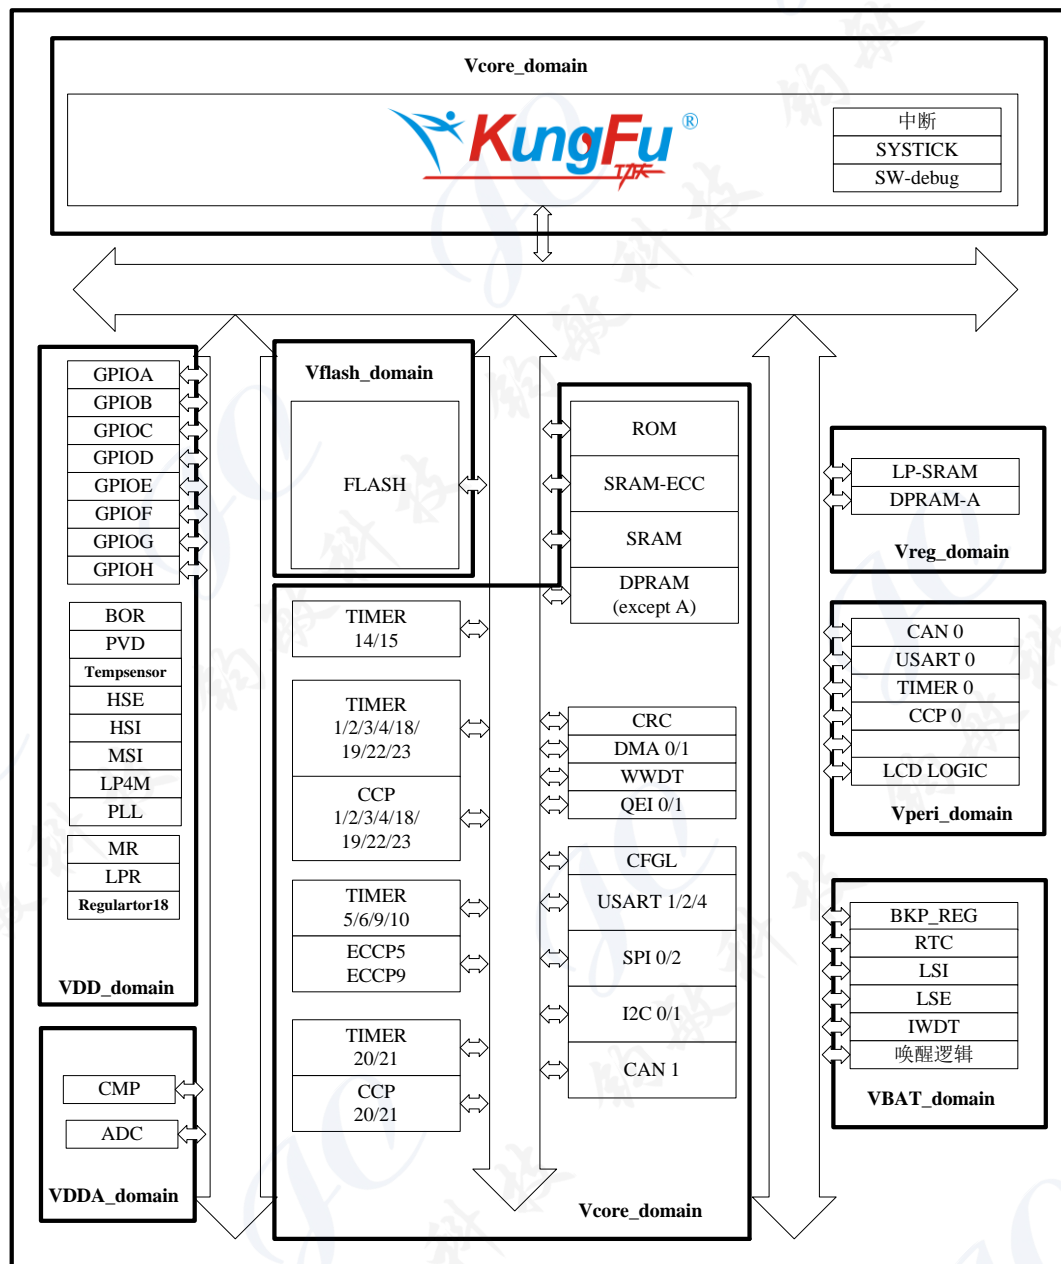 Vcore_domain
KungFu®
中断
SYSTICK
SW-debug
GPIOA
GPIOB
GPIOC
GPIOD
GPIOE
GPIOF
GPIOG
GPIOH
BOR
PVD
Tempsensor
HSE
HSI
MSI
LP4M
PLL
MR
LPR
Regulartor18
VDD_domain
CMP
ADC
VDDA_domain
Vflash_domain
FLASH
TIMER
14/15
TIMER
1/2/3/4/18/
19/22/23
CCP
1/2/3/4/18/
19/22/23
TIMER
5/6/9/10
ECCP5
ECCP9
TIMER
20/21
CCP
20/21
ROM
SRAM-ECC
SRAM
DPRAM
(except A)
CRC
DMA 0/1
WWDT
QEI 0/1
CFGL
USART 1/2/4
SPI 0/2
I2C 0/1
CAN 1
Vcore_domain
LP-SRAM
DPRAM-A
Vreg_domain
CAN 0
USART 0
TIMER 0
CCP 0
LCD LOGIC
Vperi_domain
BKP_REG
RTC
LSI
LSE
IWDT
唤醒逻辑
VBAT_domain